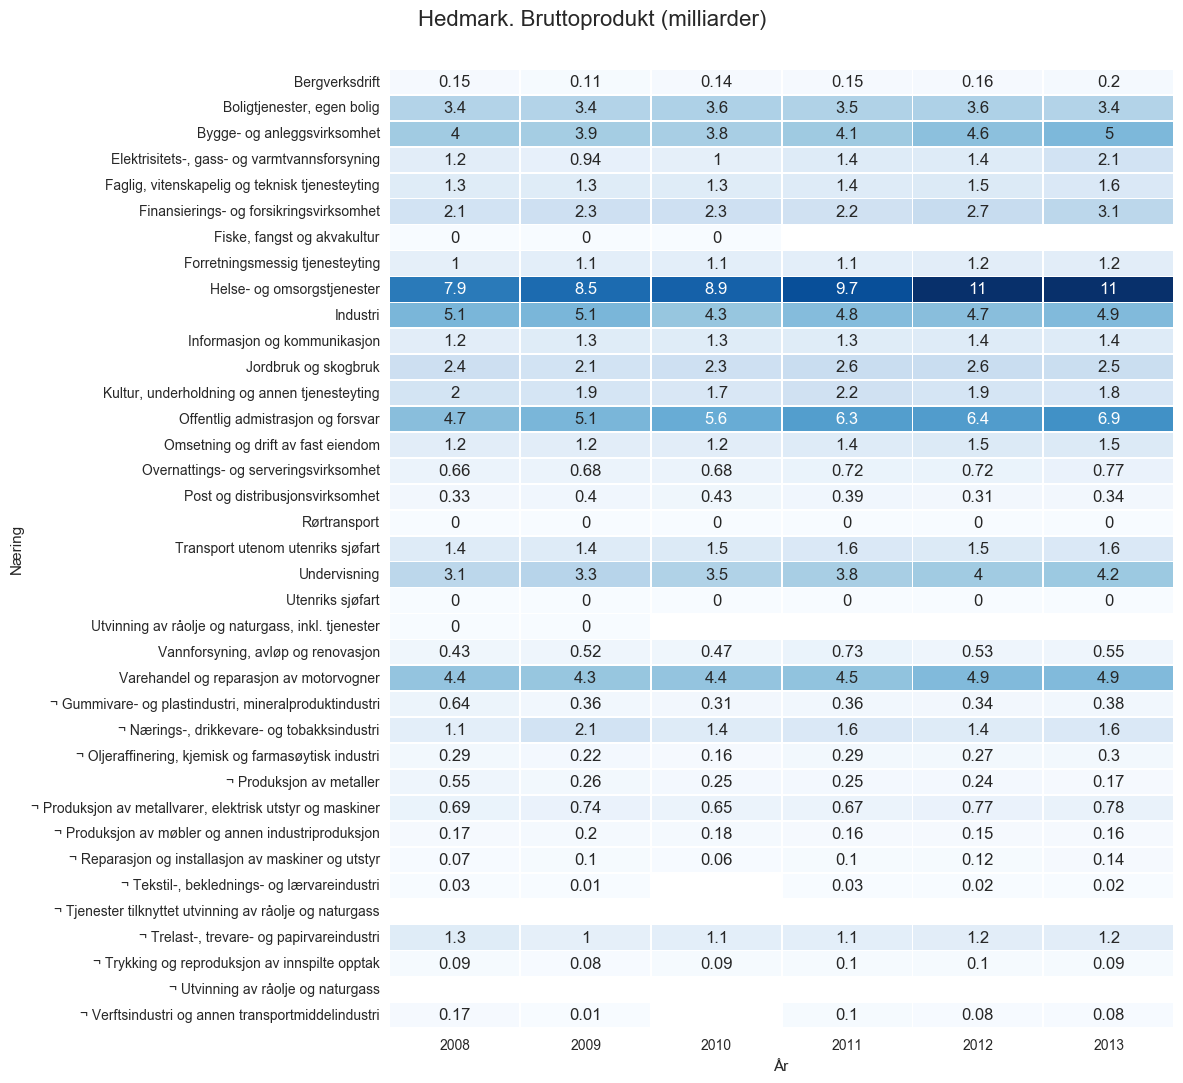 Hedmark. Bruttoprodukt (milliarder)
Bergverksdrift 0.15 0.11 0.14 0.15 0.16 0.2
Boligtjenester, egen bolig 3.4 3.4 3.6 3.5 3.6 3.4
Bygge- og anleggsvirksomhet 4 3.9 3.8 4.1 4.6 5
Elektrisitets-, gass- og varmtvannsforsyning 1.2 0.94 1 1.4 1.4 2.1
Faglig, vitenskapelig og teknisk tjenesteyting 1.3 1.3 1.3 1.4 1.5 1.6
Finansierings- og forsikringsvirksomhet 2.1 2.3 2.3 2.2 2.7 3.1
Fiske, fangst og akvakultur 0 0 0
Forretningsmessig tjenesteyting 1 1.1 1.1 1.1 1.2 1.2
Helse- og omsorgstjenester 7.9 8.5 8.9 9.7 11 11
Industri 5.1 5.1 4.3 4.8 4.7 4.9
Informasjon og kommunikasjon 1.2 1.3 1.3 1.3 1.4 1.4
Jordbruk og skogbruk 2.4 2.1 2.3 2.6 2.6 2.5
Kultur, underholdning og annen tjenesteyting 2 1.9 1.7 2.2 1.9 1.8
Offentlig admistrasjon og forsvar 4.7 5.1 5.6 6.3 6.4 6.9
Omsetning og drift av fast eiendom 1.2 1.2 1.2 1.4 1.5 1.5
Overnattings- og serveringsvirksomhet 0.66 0.68 0.68 0.72 0.72 0.77
Post og distribusjonsvirksomhet 0.33 0.4 0.43 0.39 0.31 0.34
Rørtransport 0 0 0 0 0 0
Transport utenom utenriks sjøfart 1.4 1.4 1.5 1.6 1.5 1.6
Undervisning 3.1 3.3 3.5 3.8 4 4.2
Utenriks sjøfart 0 0 0 0 0 0
Utvinning av råolje og naturgass, inkl. tjenester 0 0
Vannforsyning, avløp og renovasjon 0.43 0.52 0.47 0.73 0.53 0.55
Varehandel og reparasjon av motorvogner 4.4 4.3 4.4 4.5 4.9 4.9
¬ Gummivare- og plastindustri, mineralproduktindustri 0.64 0.36 0.31 0.36 0.34 0.38
¬ Nærings-, drikkevare- og tobakksindustri 1.1 2.1 1.4 1.6 1.4 1.6
¬ Oljeraffinering, kjemisk og farmasøytisk industri 0.29 0.22 0.16 0.29 0.27 0.3
¬ Produksjon av metaller 0.55 0.26 0.25 0.25 0.24 0.17
¬ Produksjon av metallvarer, elektrisk utstyr og maskiner 0.69 0.74 0.65 0.67 0.77 0.78
¬ Produksjon av møbler og annen industriproduksjon 0.17 0.2 0.18 0.16 0.15 0.16
¬ Reparasjon og installasjon av maskiner og utstyr 0.07 0.1 0.06 0.1 0.12 0.14
¬ Tekstil-, beklednings- og lærvareindustri 0.03 0.01 0.03 0.02 0.02
¬ Tjenester tilknyttet utvinning av råolje og naturgass
¬ Trelast-, trevare- og papirvareindustri 1.3 1 1.1 1.1 1.2 1.2
¬ Trykking og reproduksjon av innspilte opptak 0.09 0.08 0.09 0.1 0.1 0.09
¬ Utvinning av råolje og naturgass
¬ Verftsindustri og annen transportmiddelindustri 0.17 0.01 0.1 0.08 0.08
2008 2009 2010 2011 2012 2013
År
Næring